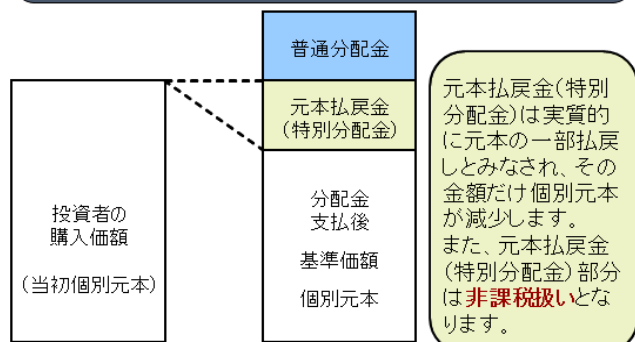 普通分配金
元本払戻金
(特別分配金)
分配金
支払後
基準価額
個別元本
投資者の
購入価額
(当初個別元本)
元本払戻金(特別
分配金)は実質的
に元本の一部払戻
しとみなされ、その
金額だけ個別元本
が減少します。
また、元本払戻金
(特別分配金)部分
は非課税扱いとな
ります。